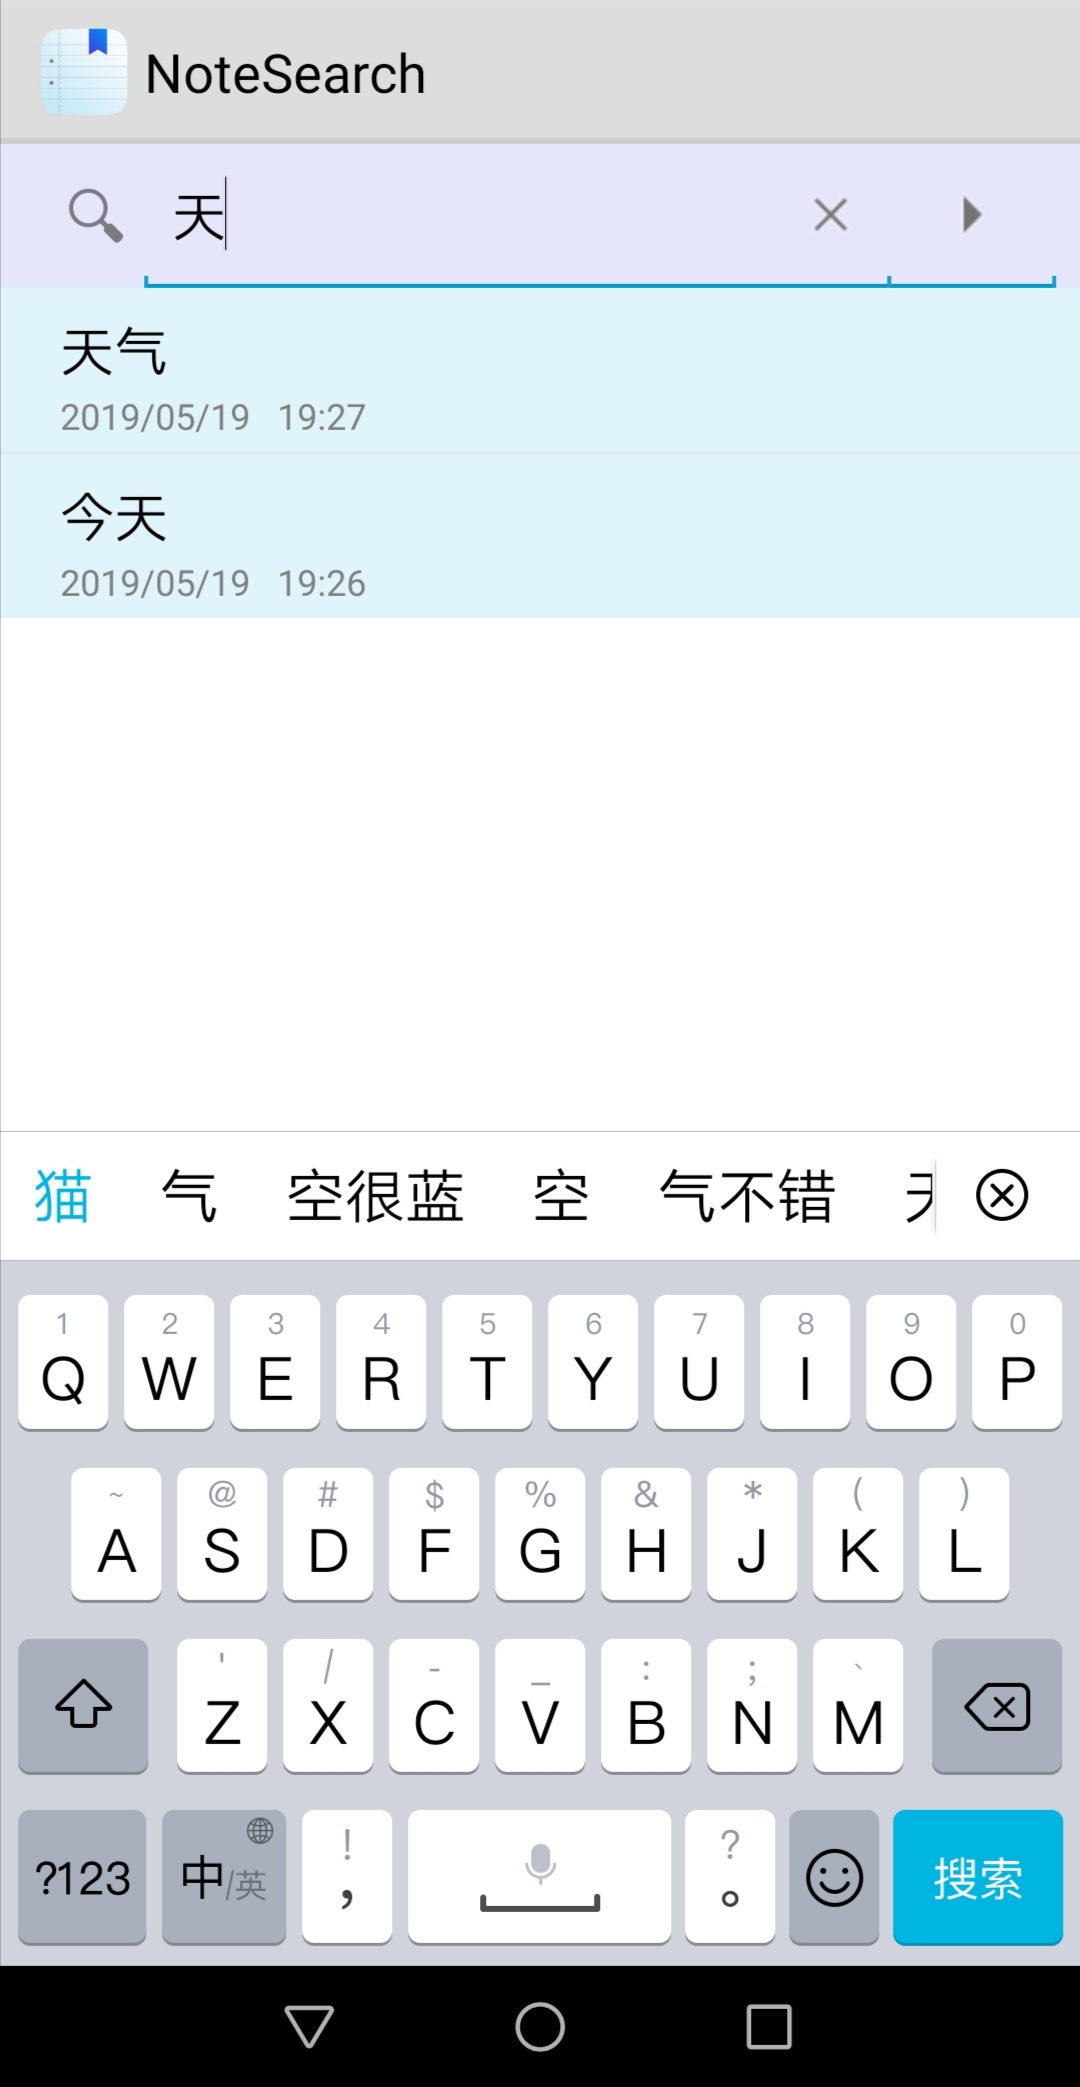 NoteSearch
天
天气
2019/05/19 19:27
今天
2019/05/19 19:26
猫 气 空很蓝 空 气不错
1 2 3 4 5 6 7 8 9 0
Q W E R T Y U I O P
~ @ # $ % & * ( )
A S D F G H J K L
' / - _ : ; 、
Z X C V B N M
! ?
?123 中/英 , 。 搜索